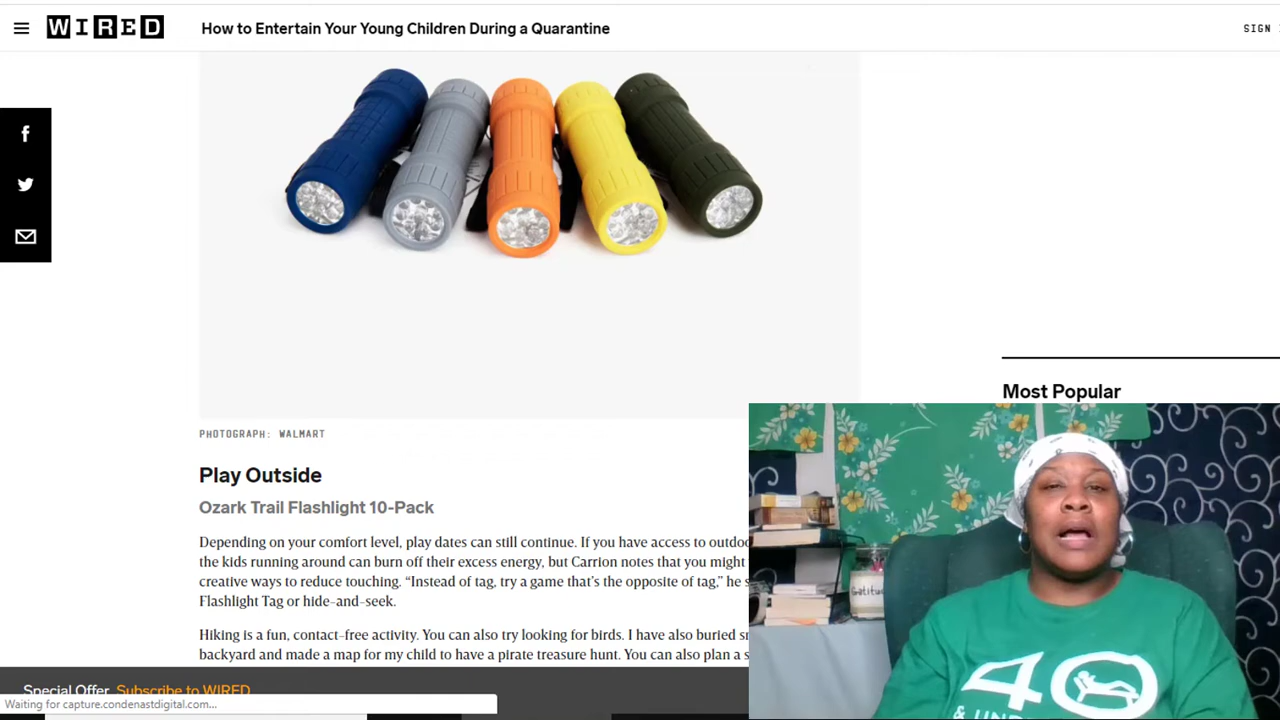 WIRED
How to Entertain Your Young Children During a Quarantine
SIGN
PHOTOGRAPH: WALMART
Most Popular
Play Outside
Ozark Trail Flashlight 10-Pack
Depending on your comfort level, play dates can still continue. If you have access to outdo
the kids running around can burn off their excess energy, but Carrion notes that you might
creative ways to reduce touching. “Instead of tag, try a game that’s the opposite of tag,” he s
Flashlight Tag or hide-and-seek.
Hiking is a fun, contact-free activity. You can also try looking for birds. I have also buried sm
backyard and made a map for my child to have a pirate treasure hunt. You can also plan a s
Special Offer Subscribe to WIRED
Waiting for capture.condenastdigital.com...
40
& UND